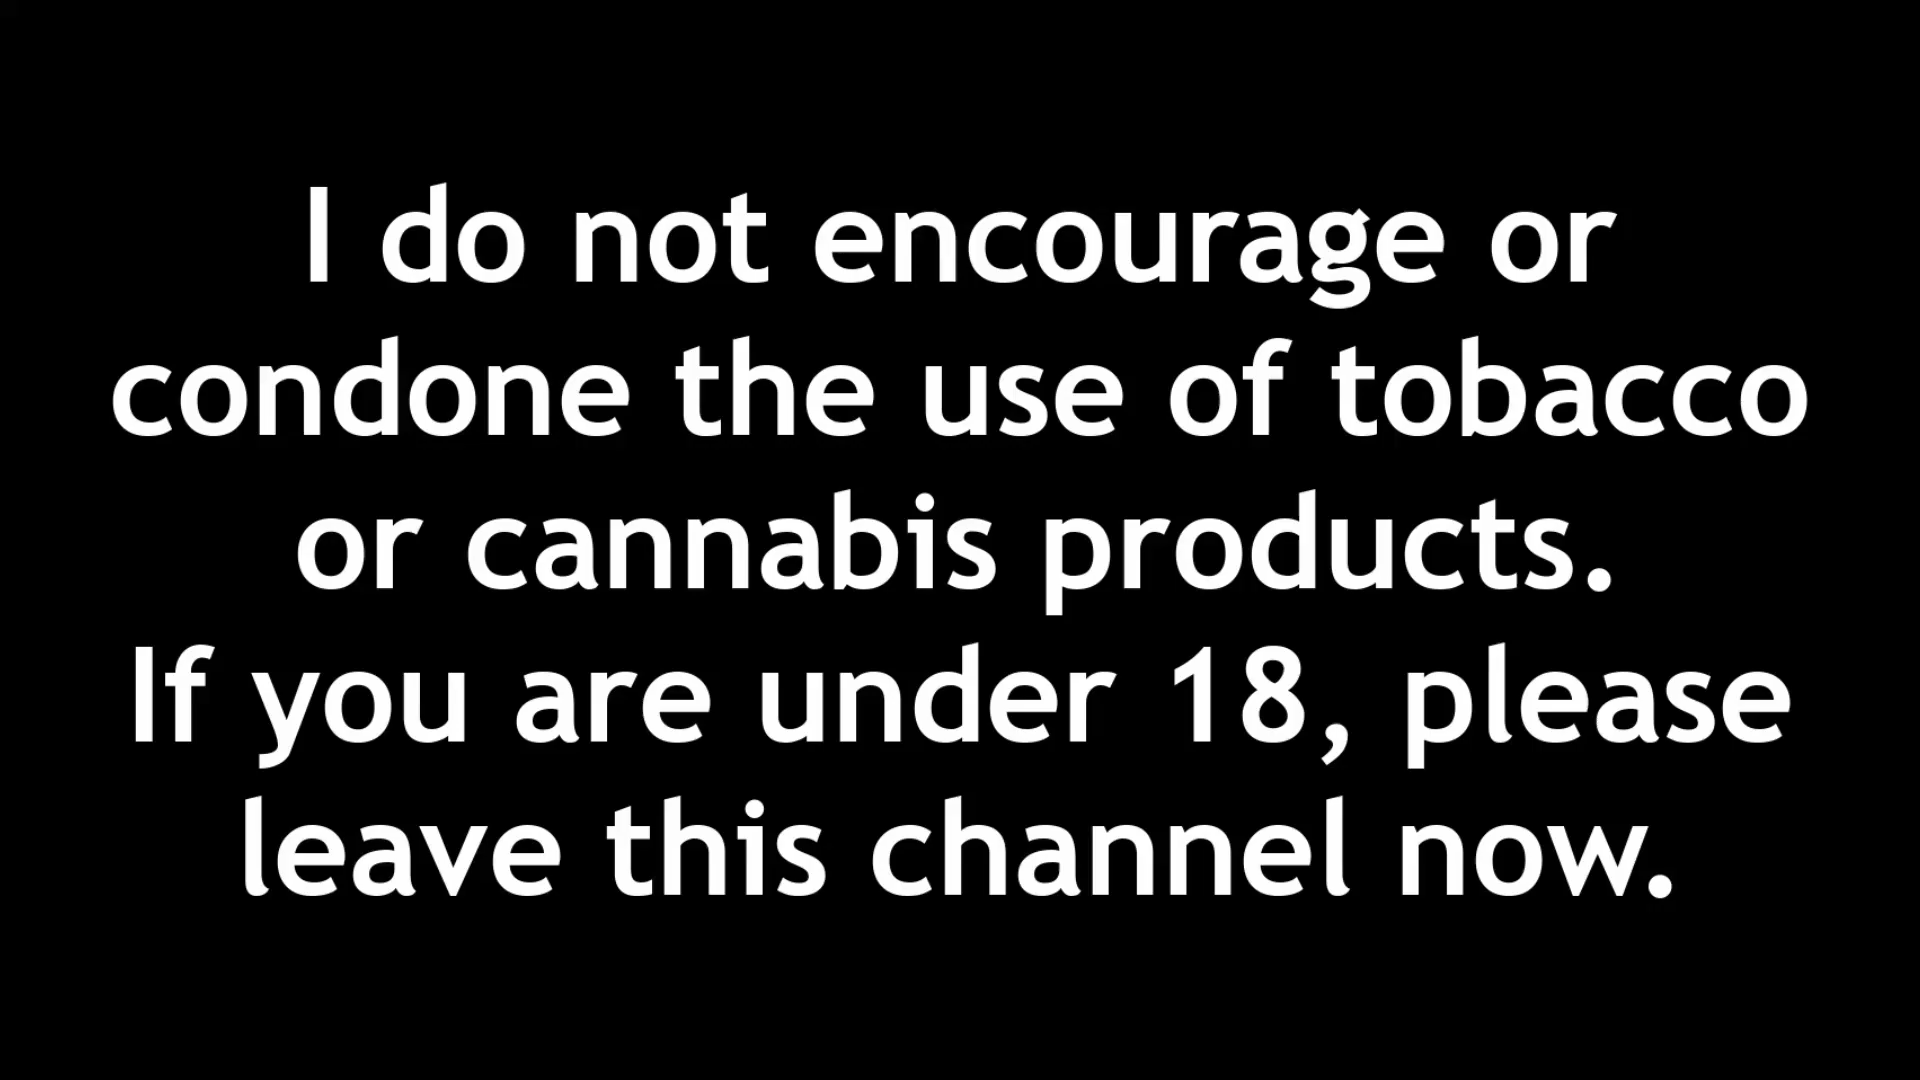 I do not encourage or
condone the use of tobacco
or cannabis products.
If you are under 18, please
leave this channel now.